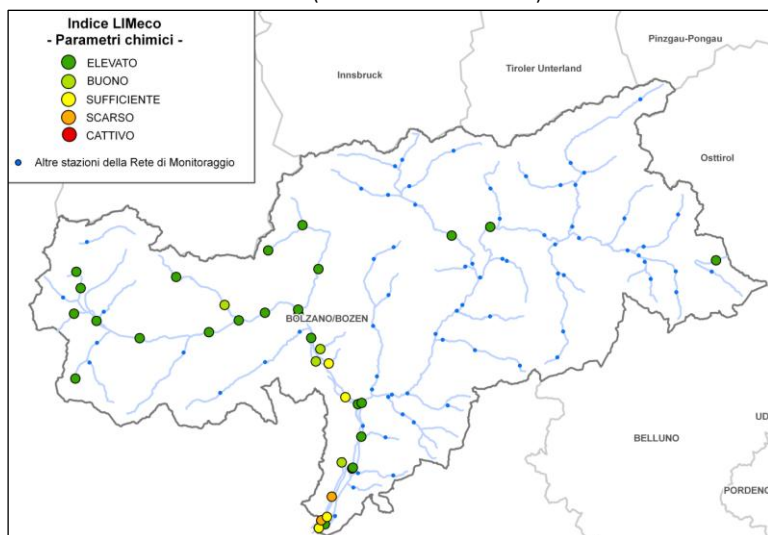 Indice LIMeco
- Parametri chimici -
ELEVATO
BUONO
SUFFICIENTE
SCARSO
CATTIVO
Altre stazioni della Rete di Monitoraggio
Pinzgau-Pongau
Innsbruck
Tiroler Unterland
Osttirol
BOLZANO/BOZEN
UD
BELLUNO
PORDENO